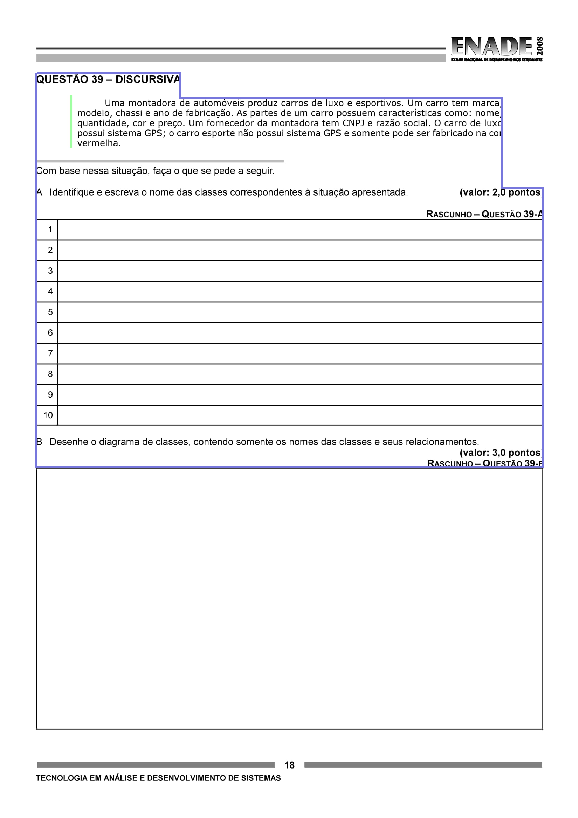 ENADE 2008
EXAME NACIONAL DE DESEMPENHO DOS ESTUDANTES
QUESTÃO 39 – DISCURSIVA
Uma montadora de automóveis produz carros de luxo e esportivos. Um carro tem marca,
modelo, chassi e ano de fabricação. As partes de um carro possuem características como: nome,
quantidade, cor e preço. Um fornecedor da montadora tem CNPJ e razão social. O carro de luxo
possui sistema GPS; o carro esporte não possui sistema GPS e somente pode ser fabricado na cor
vermelha.
Com base nessa situação, faça o que se pede a seguir.
A Identifique e escreva o nome das classes correspondentes à situação apresentada (valor: 2,0 pontos
RASCUNHO – QUESTÃO 39-A
1
2
3
4
5
6
7
8
9
10
B Desenhe o diagrama de classes, contendo somente os nomes das classes e seus relacionamentos.
(valor: 3,0 pontos
RASCUNHO – QUESTÃO 39-B
18
TECNOLOGIA EM ANÁLISE E DESENVOLVIMENTO DE SISTEMAS